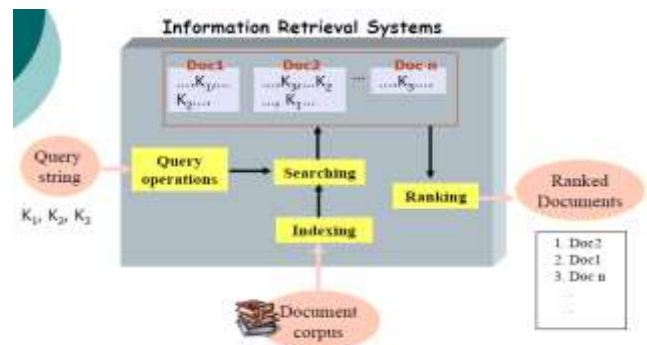 Information Retrieval Systems
Doc1
Doc2
Doc n
....,K₁,...
K₂....,
....,K₃,...K₂
..., K₁...
...
....,K₃....,
Query
string
Query
operations
Searching
Ranking
Ranked
Documents
K₁, K₂, K₃
Indexing
1. Doc2
2. Doc1
3. Doc n
.
.
.
Document
corpus